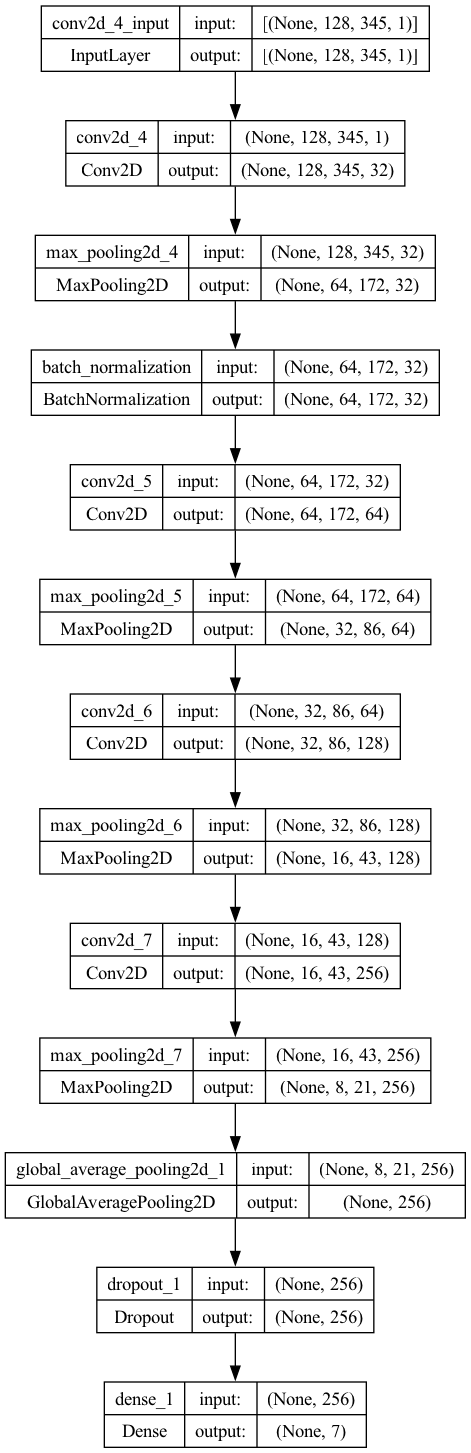 conv2d_4_input input: [(None, 128, 345, 1)]
InputLayer output: [(None, 128, 345, 1)]
conv2d_4 input: (None, 128, 345, 1)
Conv2D output: (None, 128, 345, 32)
max_pooling2d_4 input: (None, 128, 345, 32)
MaxPooling2D output: (None, 64, 172, 32)
batch_normalization input: (None, 64, 172, 32)
BatchNormalization output: (None, 64, 172, 32)
conv2d_5 input: (None, 64, 172, 32)
Conv2D output: (None, 64, 172, 64)
max_pooling2d_5 input: (None, 64, 172, 64)
MaxPooling2D output: (None, 32, 86, 64)
conv2d_6 input: (None, 32, 86, 64)
Conv2D output: (None, 32, 86, 128)
max_pooling2d_6 input: (None, 32, 86, 128)
MaxPooling2D output: (None, 16, 43, 128)
conv2d_7 input: (None, 16, 43, 128)
Conv2D output: (None, 16, 43, 256)
max_pooling2d_7 input: (None, 16, 43, 256)
MaxPooling2D output: (None, 8, 21, 256)
global_average_pooling2d_1 input: (None, 8, 21, 256)
GlobalAveragePooling2D output: (None, 256)
dropout_1 input: (None, 256)
Dropout output: (None, 256)
dense_1 input: (None, 256)
Dense output: (None, 7)